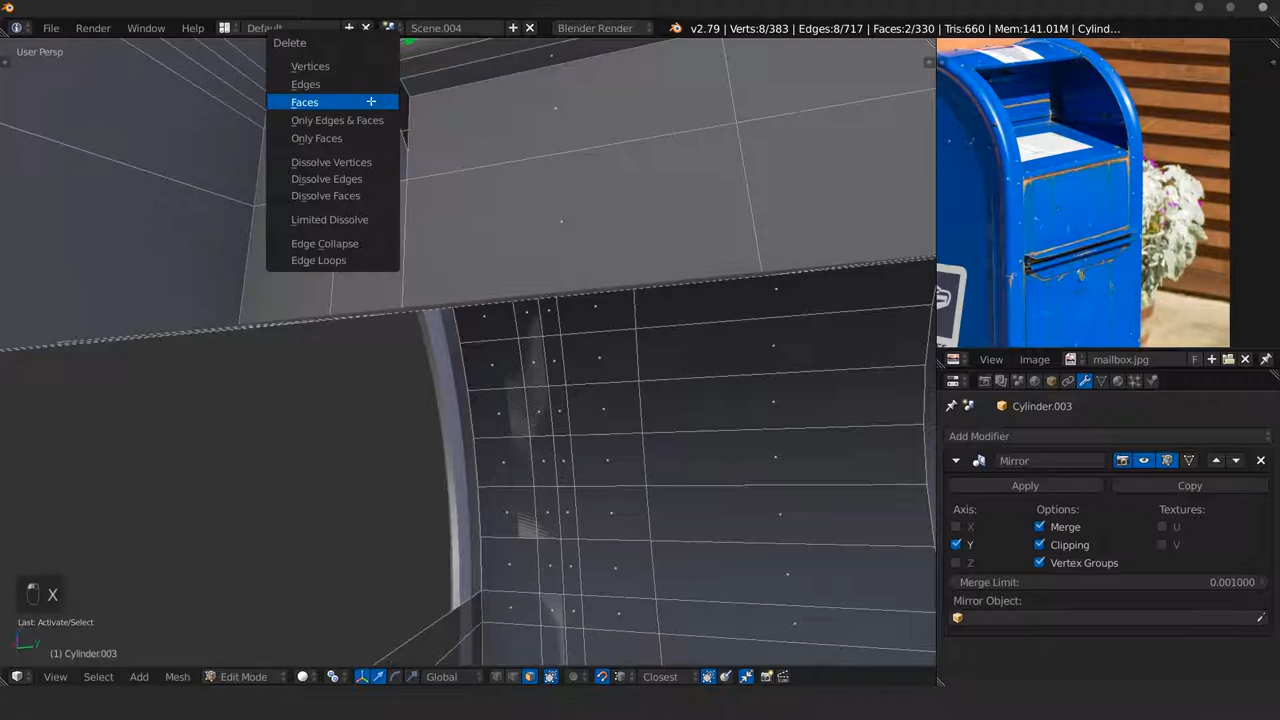 File Render Window Help Default Scene.004 Blender Render v2.79 | Verts:8/383 | Edges:8/717 | Faces:2/330 | Tris:660 | Mem:141.01M | Cylind...
User Persp
Delete
Vertices
Edges
Faces
Only Edges & Faces
Only Faces
Dissolve Vertices
Dissolve Edges
Dissolve Faces
Limited Dissolve
Edge Collapse
Edge Loops
View Image mailbox.jpg F
Cylinder.003
Add Modifier
Mirror
Apply Copy
Axis: Options: Textures:
X Merge U
Y Clipping V
Z Vertex Groups
Merge Limit: 0.001000
Mirror Object:
X
Last: Activate/Select
y
(1) Cylinder.003
View Select Add Mesh Edit Mode Global Closest